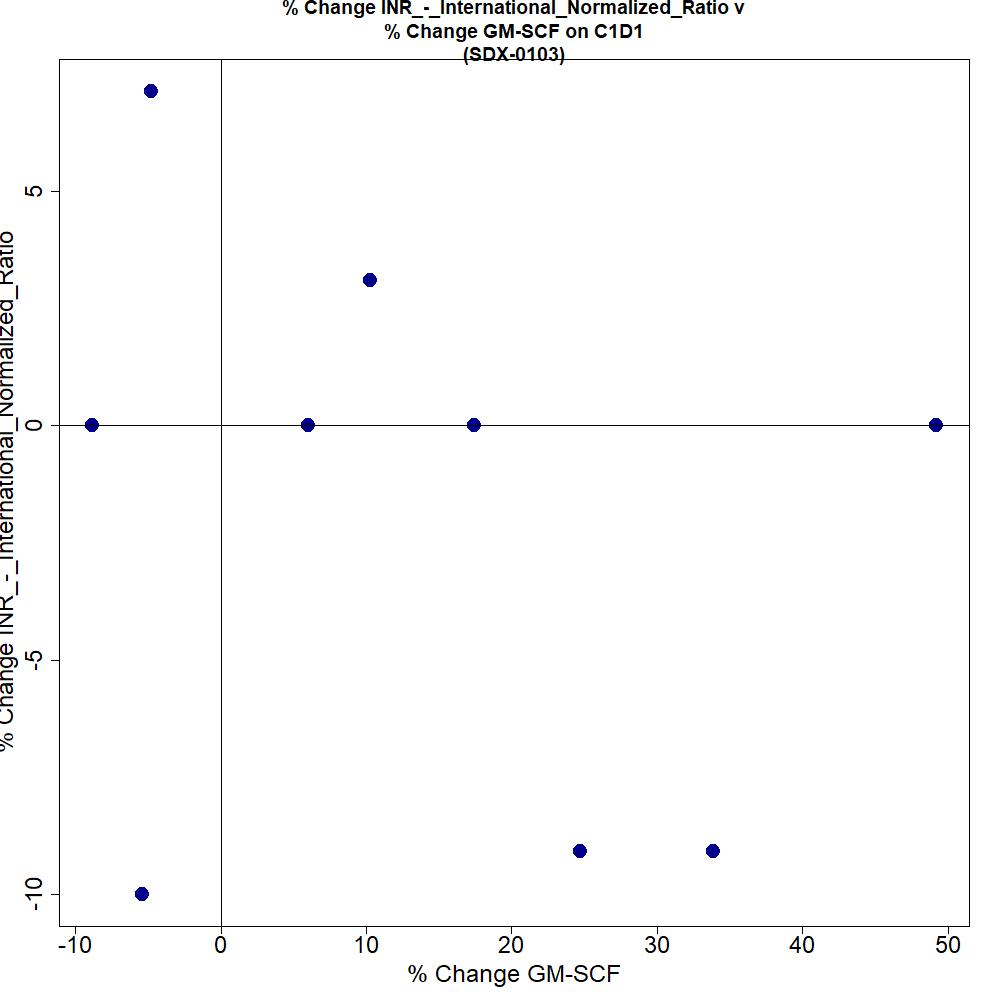 % Change INR_-_International_Normalized_Ratio v
% Change GM-SCF on C1D1
(SDX-0103)
% Change INR_-_International_Normalized_Ratio
5
0
-5
-10
-10 0 10 20 30 40 50
% Change GM-SCF